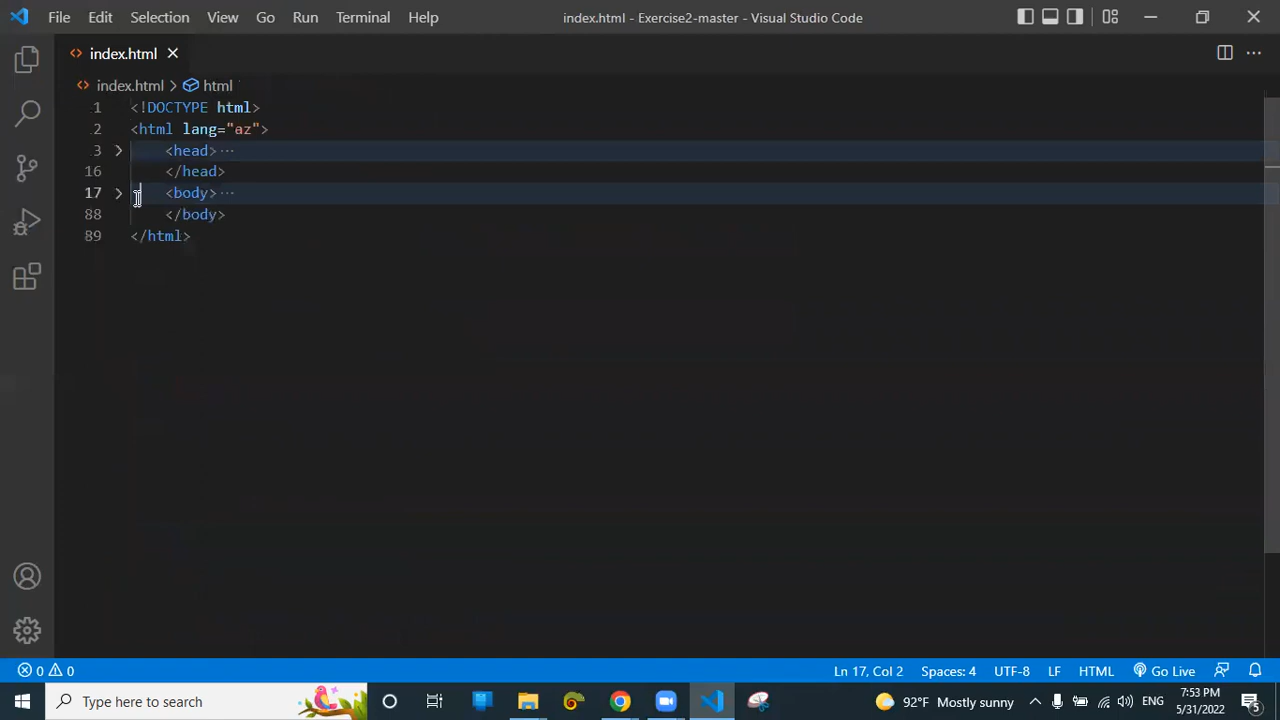 File Edit Selection View Go Run Terminal Help index.html - Exercise2-master - Visual Studio Code
index.html
index.html > html
1 <!DOCTYPE html>
2 <html lang="az">
3 <head> ···
16 </head>
17 <body> ···
88 </body>
89 </html>
0 0 Ln 17, Col 2 Spaces: 4 UTF-8 LF HTML Go Live
Type here to search 92°F Mostly sunny ENG 7:53 PM 5/31/2022 5